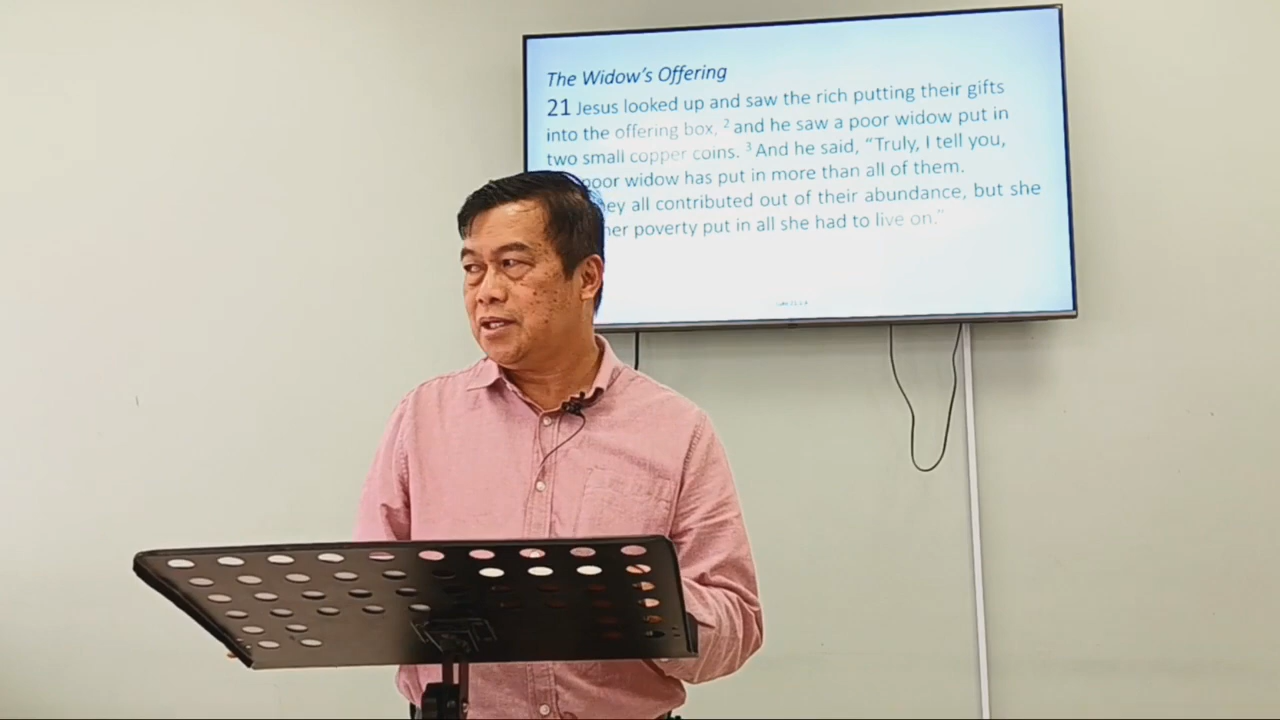 The Widow's Offering
21 Jesus looked up and saw the rich putting their gifts
into the offering box, 2 and he saw a poor widow put in
two small copper coins. 3 And he said, “Truly, I tell you,
poor widow has put in more than all of them.
all contributed out of their abundance, but she
her poverty put in all she had to live on.”